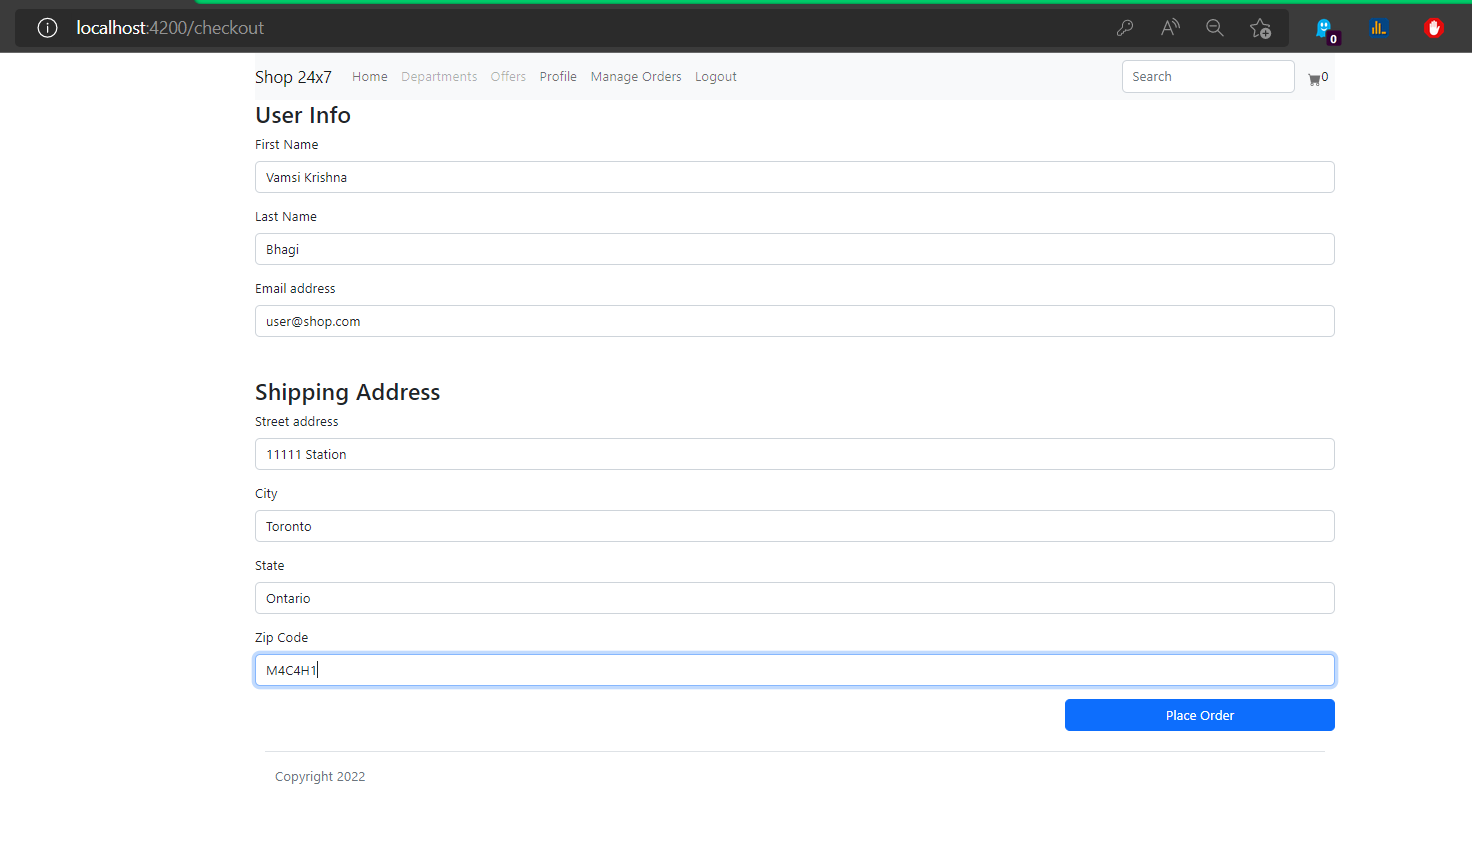 localhost:4200/checkout
0
Shop 24x7 Home Departments Offers Profile Manage Orders Logout Search 0
User Info
First Name
Vamsi Krishna
Last Name
Bhagi
Email address
user@shop.com
Shipping Address
Street address
11111 Station
City
Toronto
State
Ontario
Zip Code
M4C4H1
Place Order
Copyright 2022